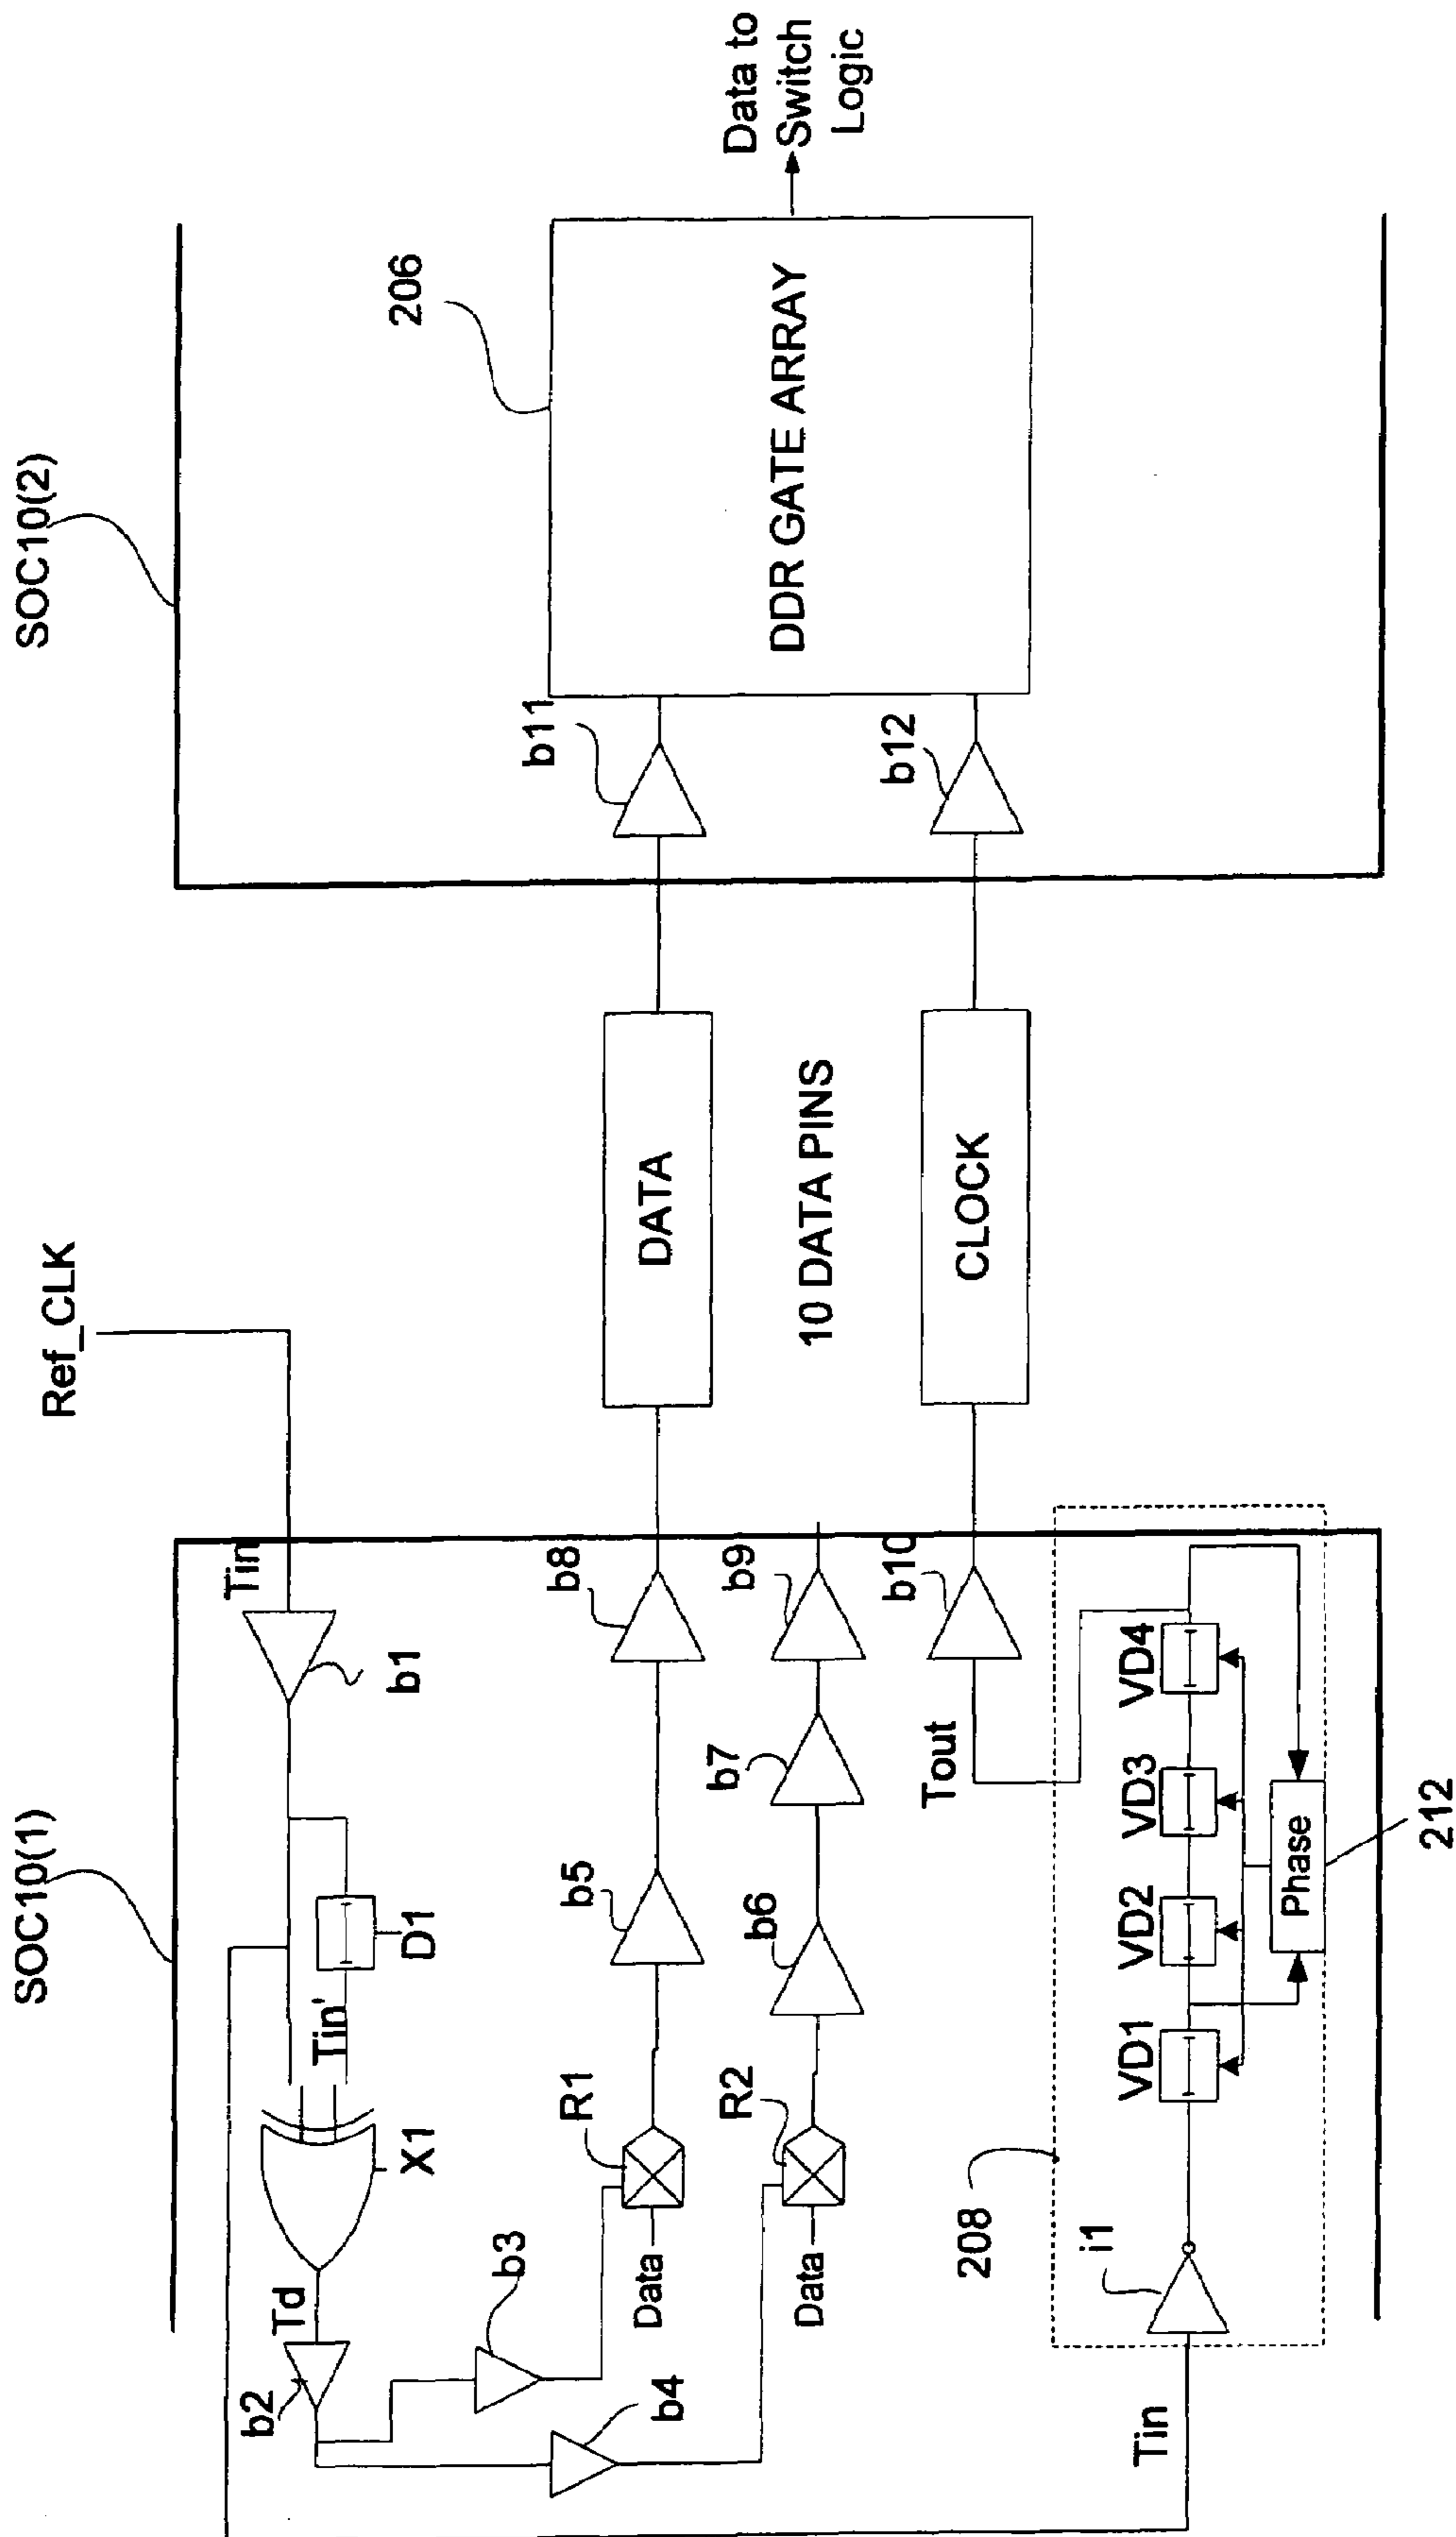 SOC10(1)
SOC10(2)
Ref_CLK
Tin
b1
D1
Tin'
X1
Td
b2
b3
b4
R1
Data
b5
b8
R2
Data
b6
b7
b9
DATA
10 DATA PINS
CLOCK
b10
Tout
b11
b12
206
DDR GATE ARRAY
Data to
Switch
Logic
208
Tin
i1
VD1
VD2
VD3
VD4
Phase
212